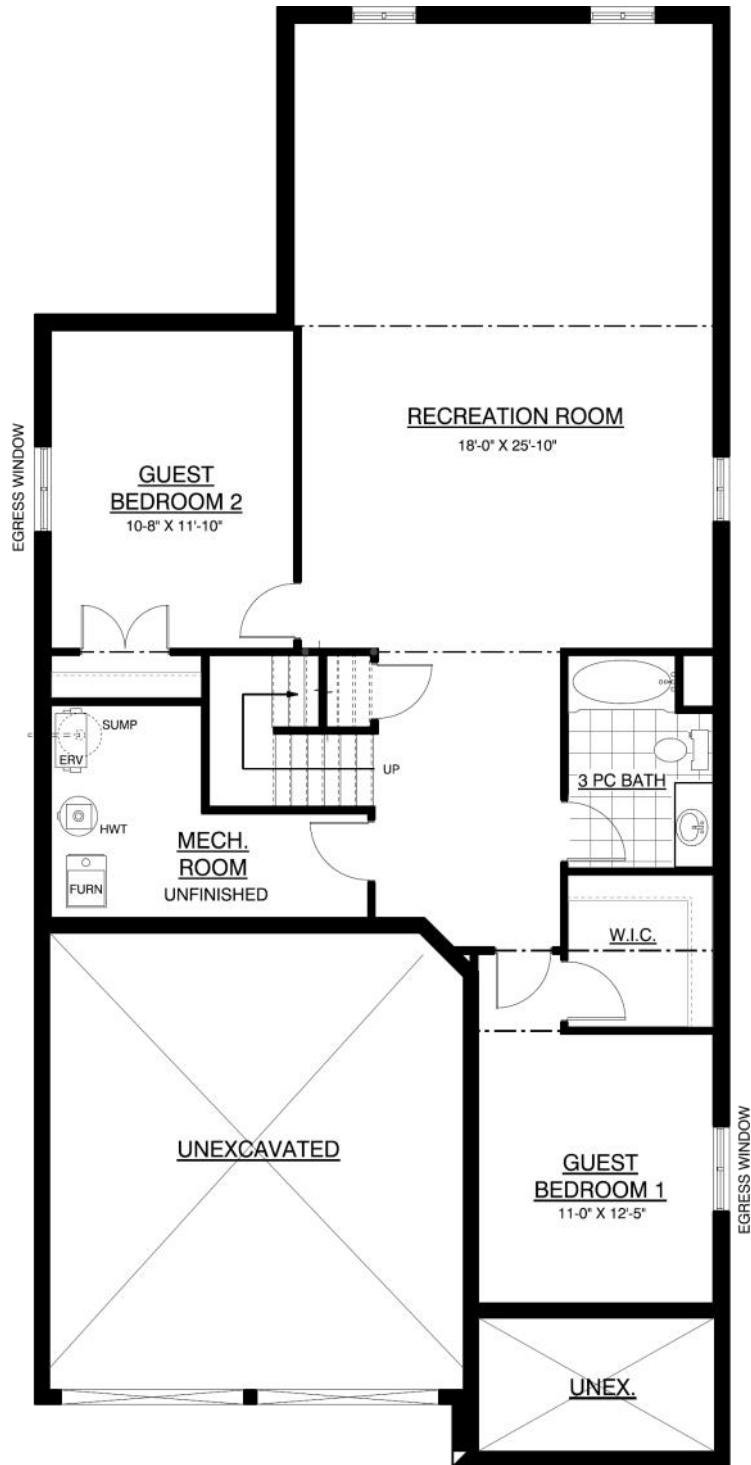 RECREATION ROOM
18'-0" X 25'-10"
EGRESS WINDOW
GUEST
BEDROOM 2
10-8" X 11'-10"
SUMP
ERV
UP
3 PC BATH
HWT
MECH.
ROOM
UNFINISHED
FURN
W.I.C.
UNEXCAVATED
GUEST
BEDROOM 1
11-0" X 12'-5"
EGRESS WINDOW
UNEX.